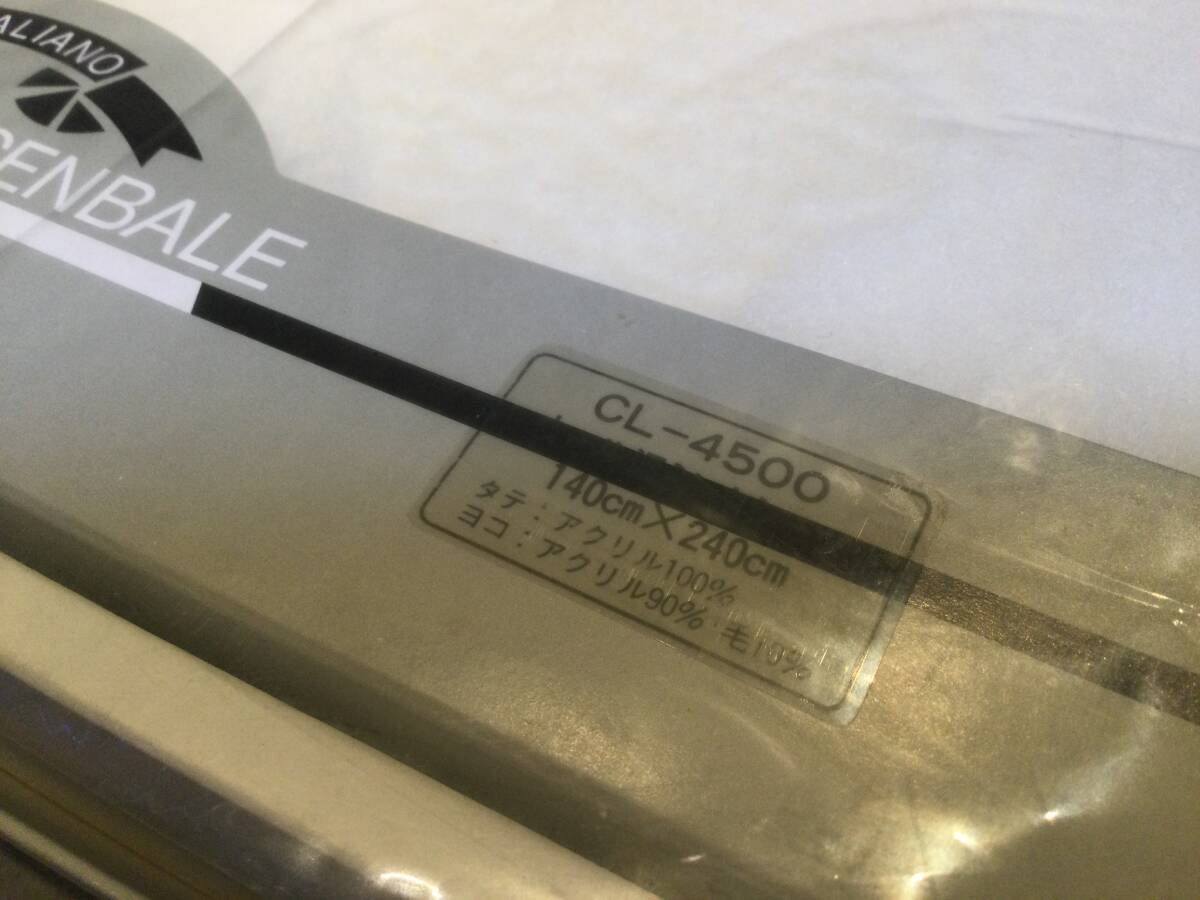 ALIANO
ENBALE
CL-4500
140cm×240cm
タテ:アクリル100%
ヨコ:アクリル90% 毛10%